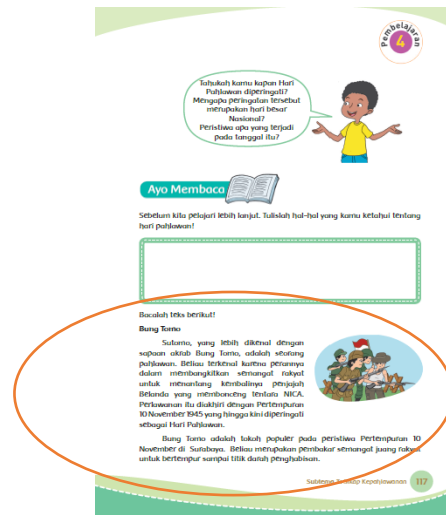 Pembelajaran
4
Tahukah kamu kapan Hari
Pahlawan diperingati?
Mengapa peringatan tersebut
merupakan hari besar
Nasional?
Peristiwa apa yang terjadi
pada tanggal itu?
Ayo Membaca
Sebelum kita pelajari lebih lanjut. Tulislah hal-hal yang kamu ketahui tentang
hari pahlawan!
Bacalah teks berikut!
Bung Tomo
Sutomo, yang lebih dikenal dengan
sapaan akrab Bung Tomo, adalah seorang
pahlawan. Beliau terkenal karena perannya
dalam membangkitkan semangat rakyat
untuk menantang kembalinya penjajah
Belanda yang membonceng tentara NICA.
Perlawanan itu diakhiri dengan Pertempuran
10 November 1945 yang hingga kini diperingati
sebagai Hari Pahlawan.
Bung Tomo adalah tokoh populer pada peristiwa Pertempuran 10
November di Surabaya. Beliau merupakan pembakar semangat juang rakyat
untuk bertempur sampai titik darah penghabisan.
Subtema Sikap Kepahlawanan 117